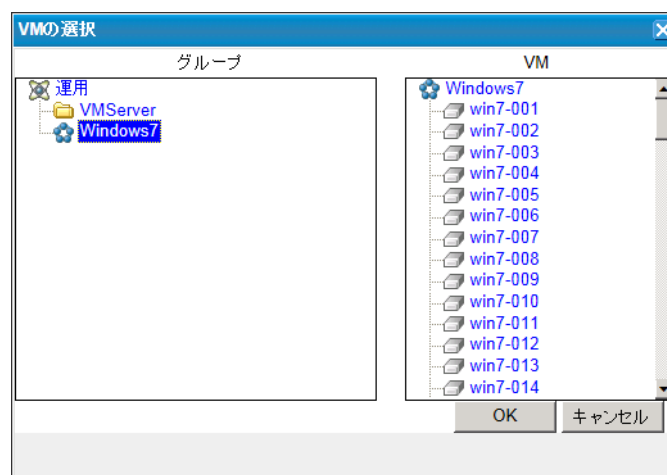 VMの選択
グループ
VM
運用
VMServer
Windows7
Windows7
win7-001
win7-002
win7-003
win7-004
win7-005
win7-006
win7-007
win7-008
win7-009
win7-010
win7-011
win7-012
win7-013
win7-014
OK
キャンセル